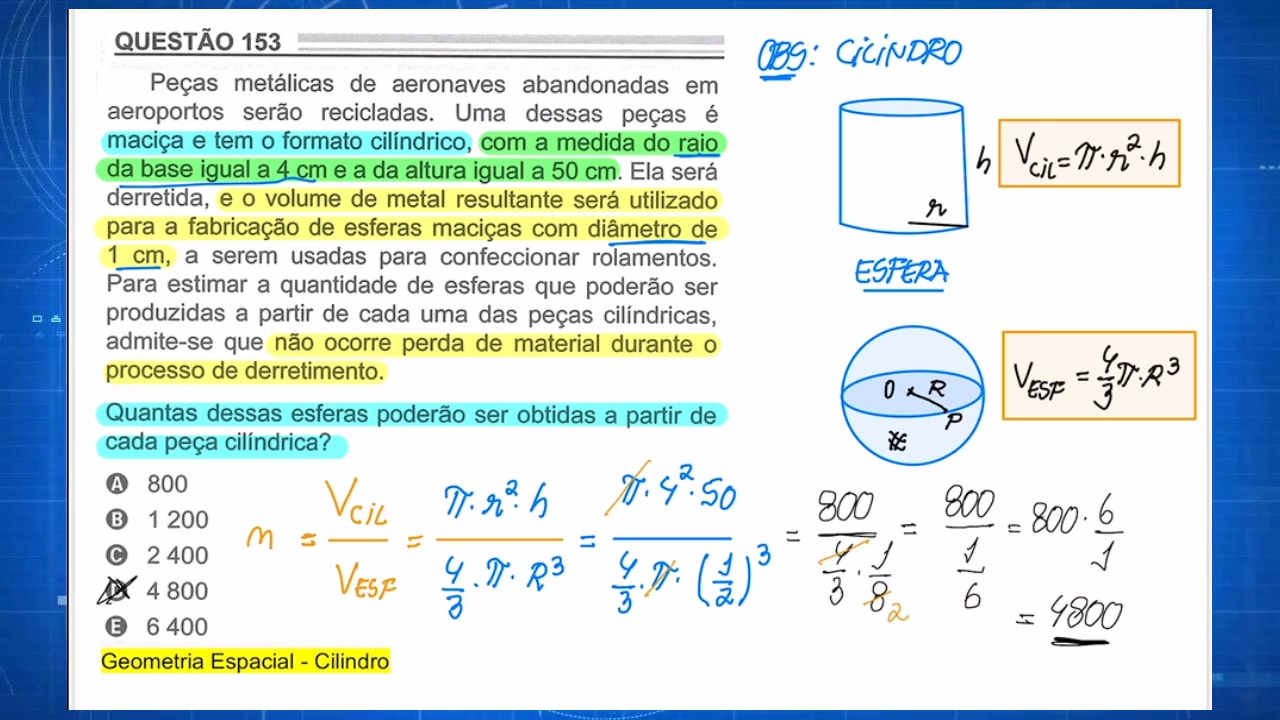 QUESTÃO 153
Peças metálicas de aeronaves abandonadas em
aeroportos serão recicladas. Uma dessas peças é
maciça e tem o formato cilíndrico, com a medida do raio
da base igual a 4 cm e a da altura igual a 50 cm. Ela será
derretida, e o volume de metal resultante será utilizado
para a fabricação de esferas maciças com diâmetro de
1 cm, a serem usadas para confeccionar rolamentos.
Para estimar a quantidade de esferas que poderão ser
produzidas a partir de cada uma das peças cilíndricas,
admite-se que não ocorre perda de material durante o
processo de derretimento.
Quantas dessas esferas poderão ser obtidas a partir de
cada peça cilíndrica?
A 800
B 1 200
C 2 400
D 4 800
E 6 400
Geometria Espacial - Cilindro
OBS: CILINDRO
h
r
V CIL = π·r²·h
ESFERA
O R
P
V ESF = 4/3 π·R³
n = V CIL / V ESF = π·r²·h / (4/3·π·R³) = π·4²·50 / (4/3·π·(1/2)³) = 800 / (4/3·1/8) = 800 / (1/6) = 800·6/1
2
= 4800